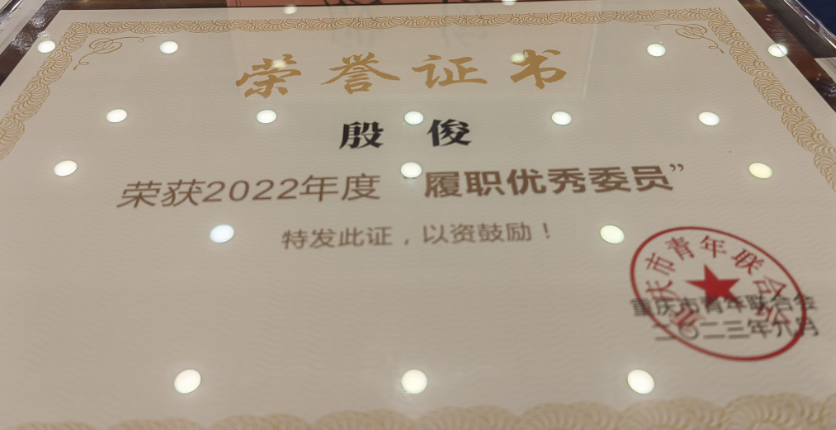 荣誉证书
殷 俊
荣获2022年度“履职优秀委员”
特发此证，以资鼓励！
重庆市青年联合会
重庆市青年联合会
二〇二三年九月